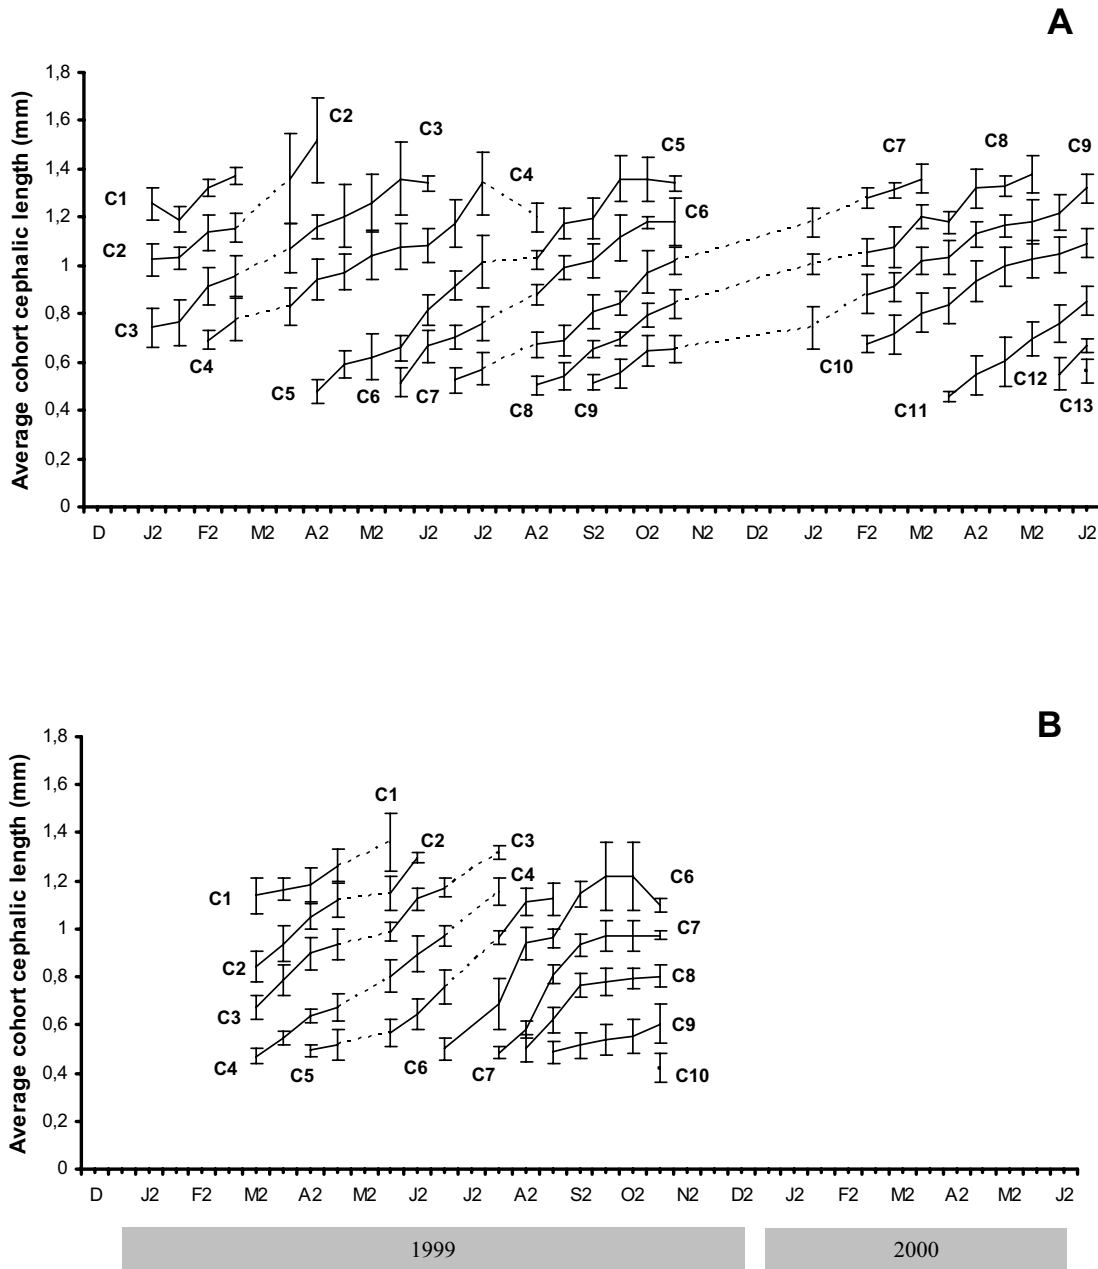 A
Average cohort cephalic length (mm)
1,8
1,6
1,4
1,2
1
0,8
0,6
0,4
0,2
0
C1
C2
C3
C4
C2
C3
C4
C5
C6
C7
C8
C9
C5
C6
C7
C8
C9
C10
C11
C12
C13
D J2 F2 M2 A2 M2 J2 J2 A2 S2 O2 N2 D2 J2 F2 M2 A2 M2 J2
B
Average cohort cephalic length (mm)
1,8
1,6
1,4
1,2
1
0,8
0,6
0,4
0,2
0
C1
C2
C3
C4
C5
C1
C2
C3
C4
C6
C7
C6
C7
C8
C9
C10
D J2 F2 M2 A2 M2 J2 J2 A2 S2 O2 N2 D2 J2 F2 M2 A2 M2 J2
1999 2000